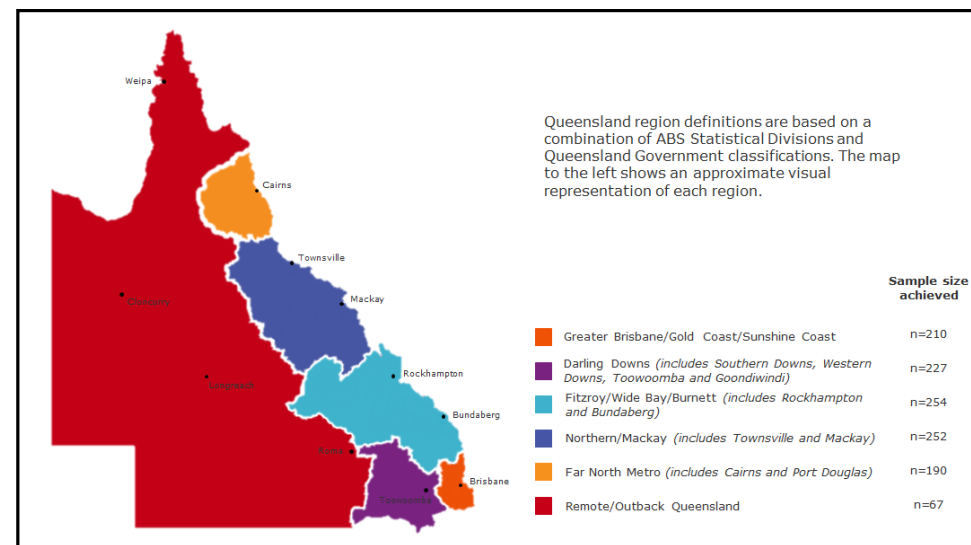 Weipa
Cairns
Townsville
Mackay
Cloncurry
Longreach
Rockhampton
Bundaberg
Roma
Toowoomba
Brisbane
Queensland region definitions are based on a
combination of ABS Statistical Divisions and
Queensland Government classifications. The map
to the left shows an approximate visual
representation of each region.
Sample size
achieved
Greater Brisbane/Gold Coast/Sunshine Coast n=210
Darling Downs (includes Southern Downs, Western
Downs, Toowoomba and Goondiwindi) n=227
Fitzroy/Wide Bay/Burnett (includes Rockhampton
and Bundaberg) n=254
Northern/Mackay (includes Townsville and Mackay) n=252
Far North Metro (includes Cairns and Port Douglas) n=190
Remote/Outback Queensland n=67